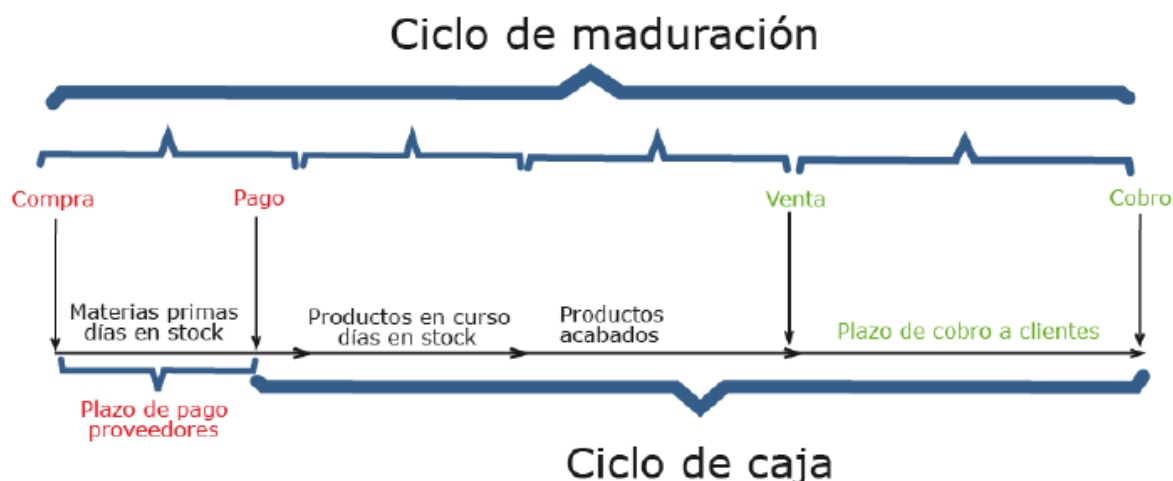 Ciclo de maduración
Compra
Pago
Venta
Cobro
Materias primas
días en stock
Productos en curso
días en stock
Productos
acabados
Plazo de cobro a clientes
Plazo de pago
proveedores
Ciclo de caja